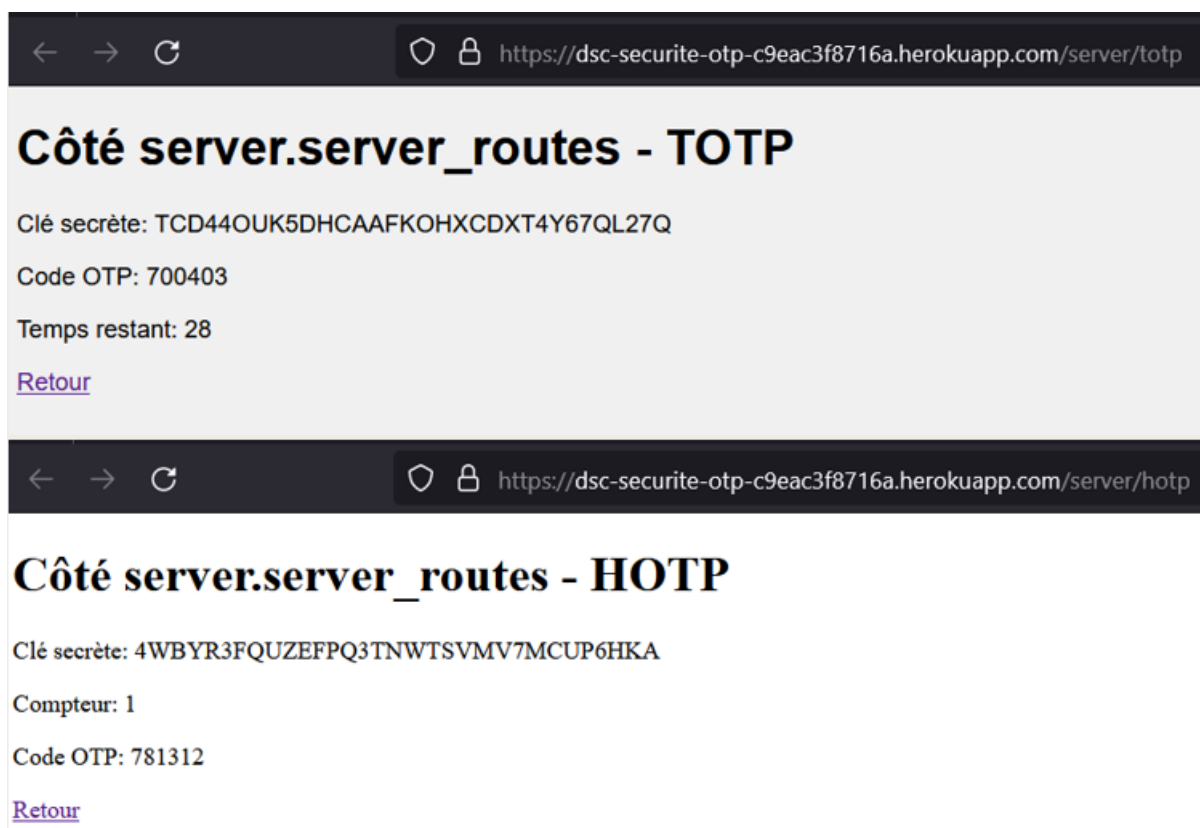 https://dsc-securite-otp-c9eac3f8716a.herokuapp.com/server/totp
Côté server.server_routes - TOTP
Clé secrète: TCD44OUK5DHCAAFKOHXCDXT4Y67QL27Q
Code OTP: 700403
Temps restant: 28
Retour
https://dsc-securite-otp-c9eac3f8716a.herokuapp.com/server/hotp
Côté server.server_routes - HOTP
Clé secrète: 4WBYR3FQUZEFPQ3TNWTSVMV7MCUP6HKA
Compteur: 1
Code OTP: 781312
Retour